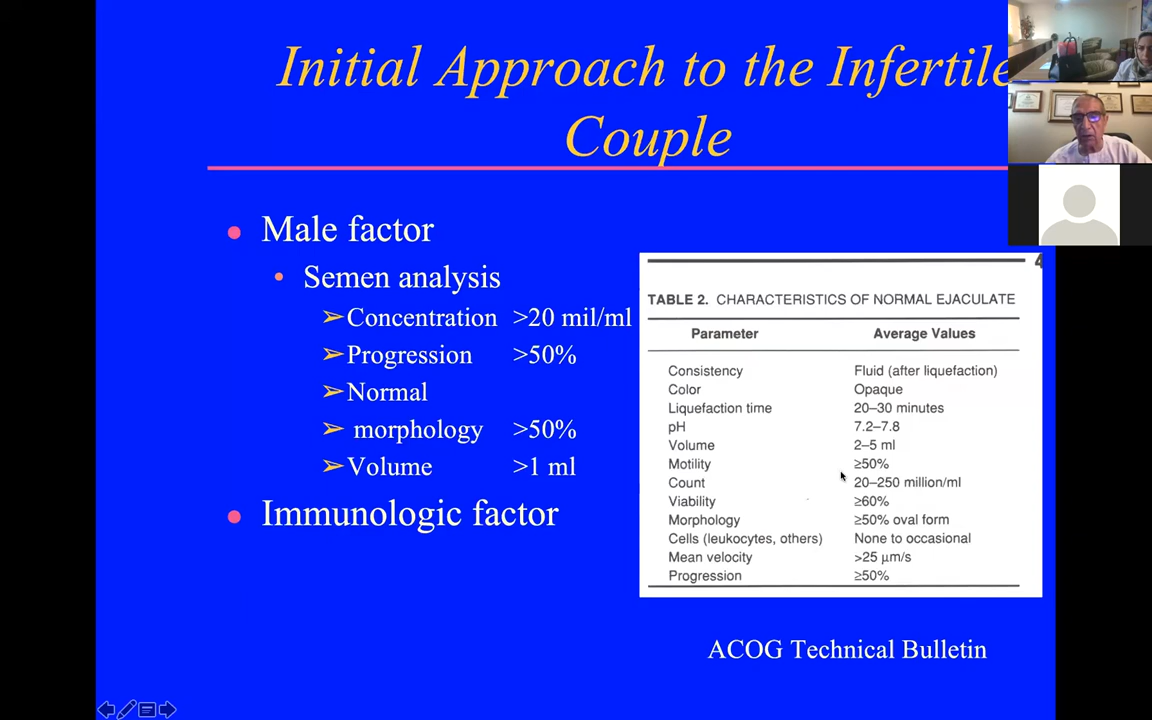 Initial Approach to the Infertile
Couple
Male factor
Semen analysis
Concentration >20 mil/ml
Progression >50%
Normal
morphology >50%
Volume >1 ml
Immunologic factor
4
TABLE 2. CHARACTERISTICS OF NORMAL EJACULATE
Parameter Average Values
Consistency Fluid (after liquefaction)
Color Opaque
Liquefaction time 20–30 minutes
pH 7.2–7.8
Volume 2–5 ml
Motility ≥50%
Count 20–250 million/ml
Viability ≥60%
Morphology ≥50% oval form
Cells (leukocytes, others) None to occasional
Mean velocity >25 μm/s
Progression ≥50%
ACOG Technical Bulletin